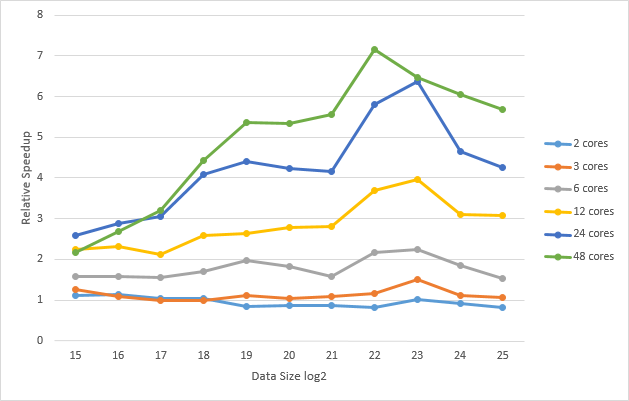 8
7
6
5
4
3
2
1
0
Relative Speedup
15 16 17 18 19 20 21 22 23 24 25
Data Size log2
2 cores
3 cores
6 cores
12 cores
24 cores
48 cores